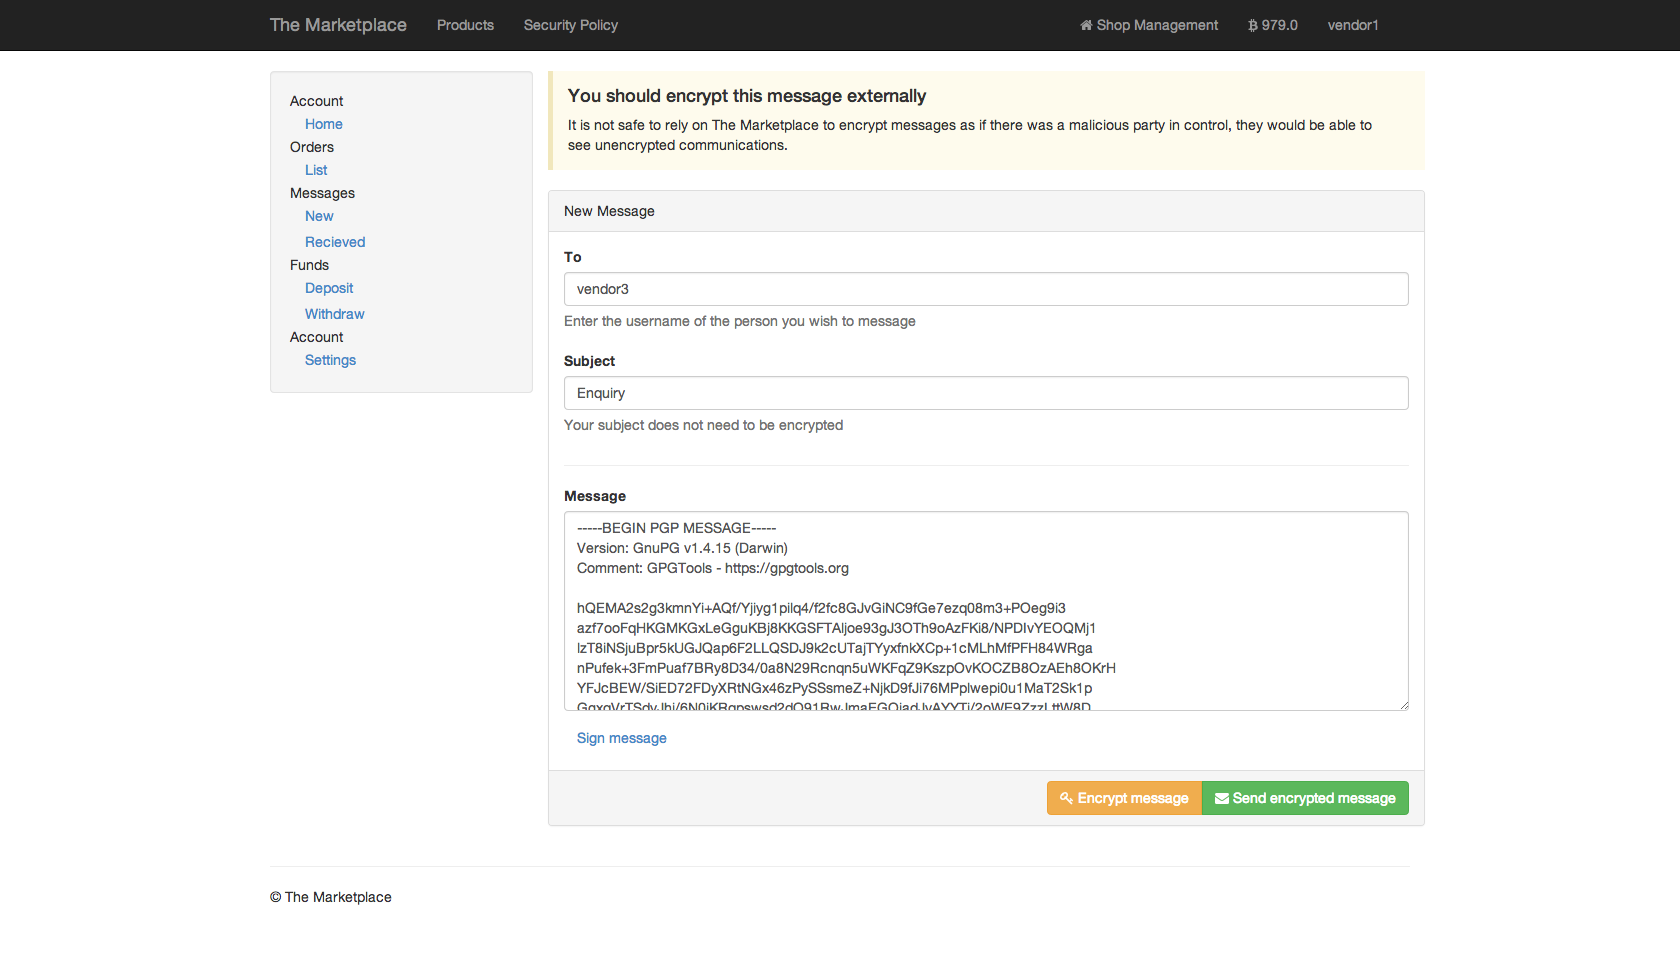 The Marketplace Products Security Policy Shop Management ฿ 979.0 vendor1
Account
Home
Orders
List
Messages
New
Recieved
Funds
Deposit
Withdraw
Account
Settings
You should encrypt this message externally
It is not safe to rely on The Marketplace to encrypt messages as if there was a malicious party in control, they would be able to
see unencrypted communications.
New Message
To
vendor3
Enter the username of the person you wish to message
Subject
Enquiry
Your subject does not need to be encrypted
Message
-----BEGIN PGP MESSAGE-----
Version: GnuPG v1.4.15 (Darwin)
Comment: GPGTools - https://gpgtools.org
hQEMA2s2g3kmnYi+AQf/Yjiyg1pilq4/f2fc8GJvGiNC9fGe7ezq08m3+POeg9i3
azf7ooFqHKGMKGxLeGguKBj8KKGSFTAljoe93gJ3OTh9oAzFKi8/NPDIvYEOQMj1
lzT8iNSjuBpr5kUGJQap6F2LLQSDJ9k2cUTajTYyxfnkXCp+1cMLhMfPFH84WRga
nPufek+3FmPuaf7BRy8D34/0a8N29Rcnqn5uWKFqZ9KszpOvKOCZB8OzAEh8OKrH
YFJcBEW/SiED72FDyXRtNGx46zPySSsmeZ+NjkD9fJi76MPplwepi0u1MaT2Sk1p
Sign message
Encrypt message Send encrypted message
© The Marketplace